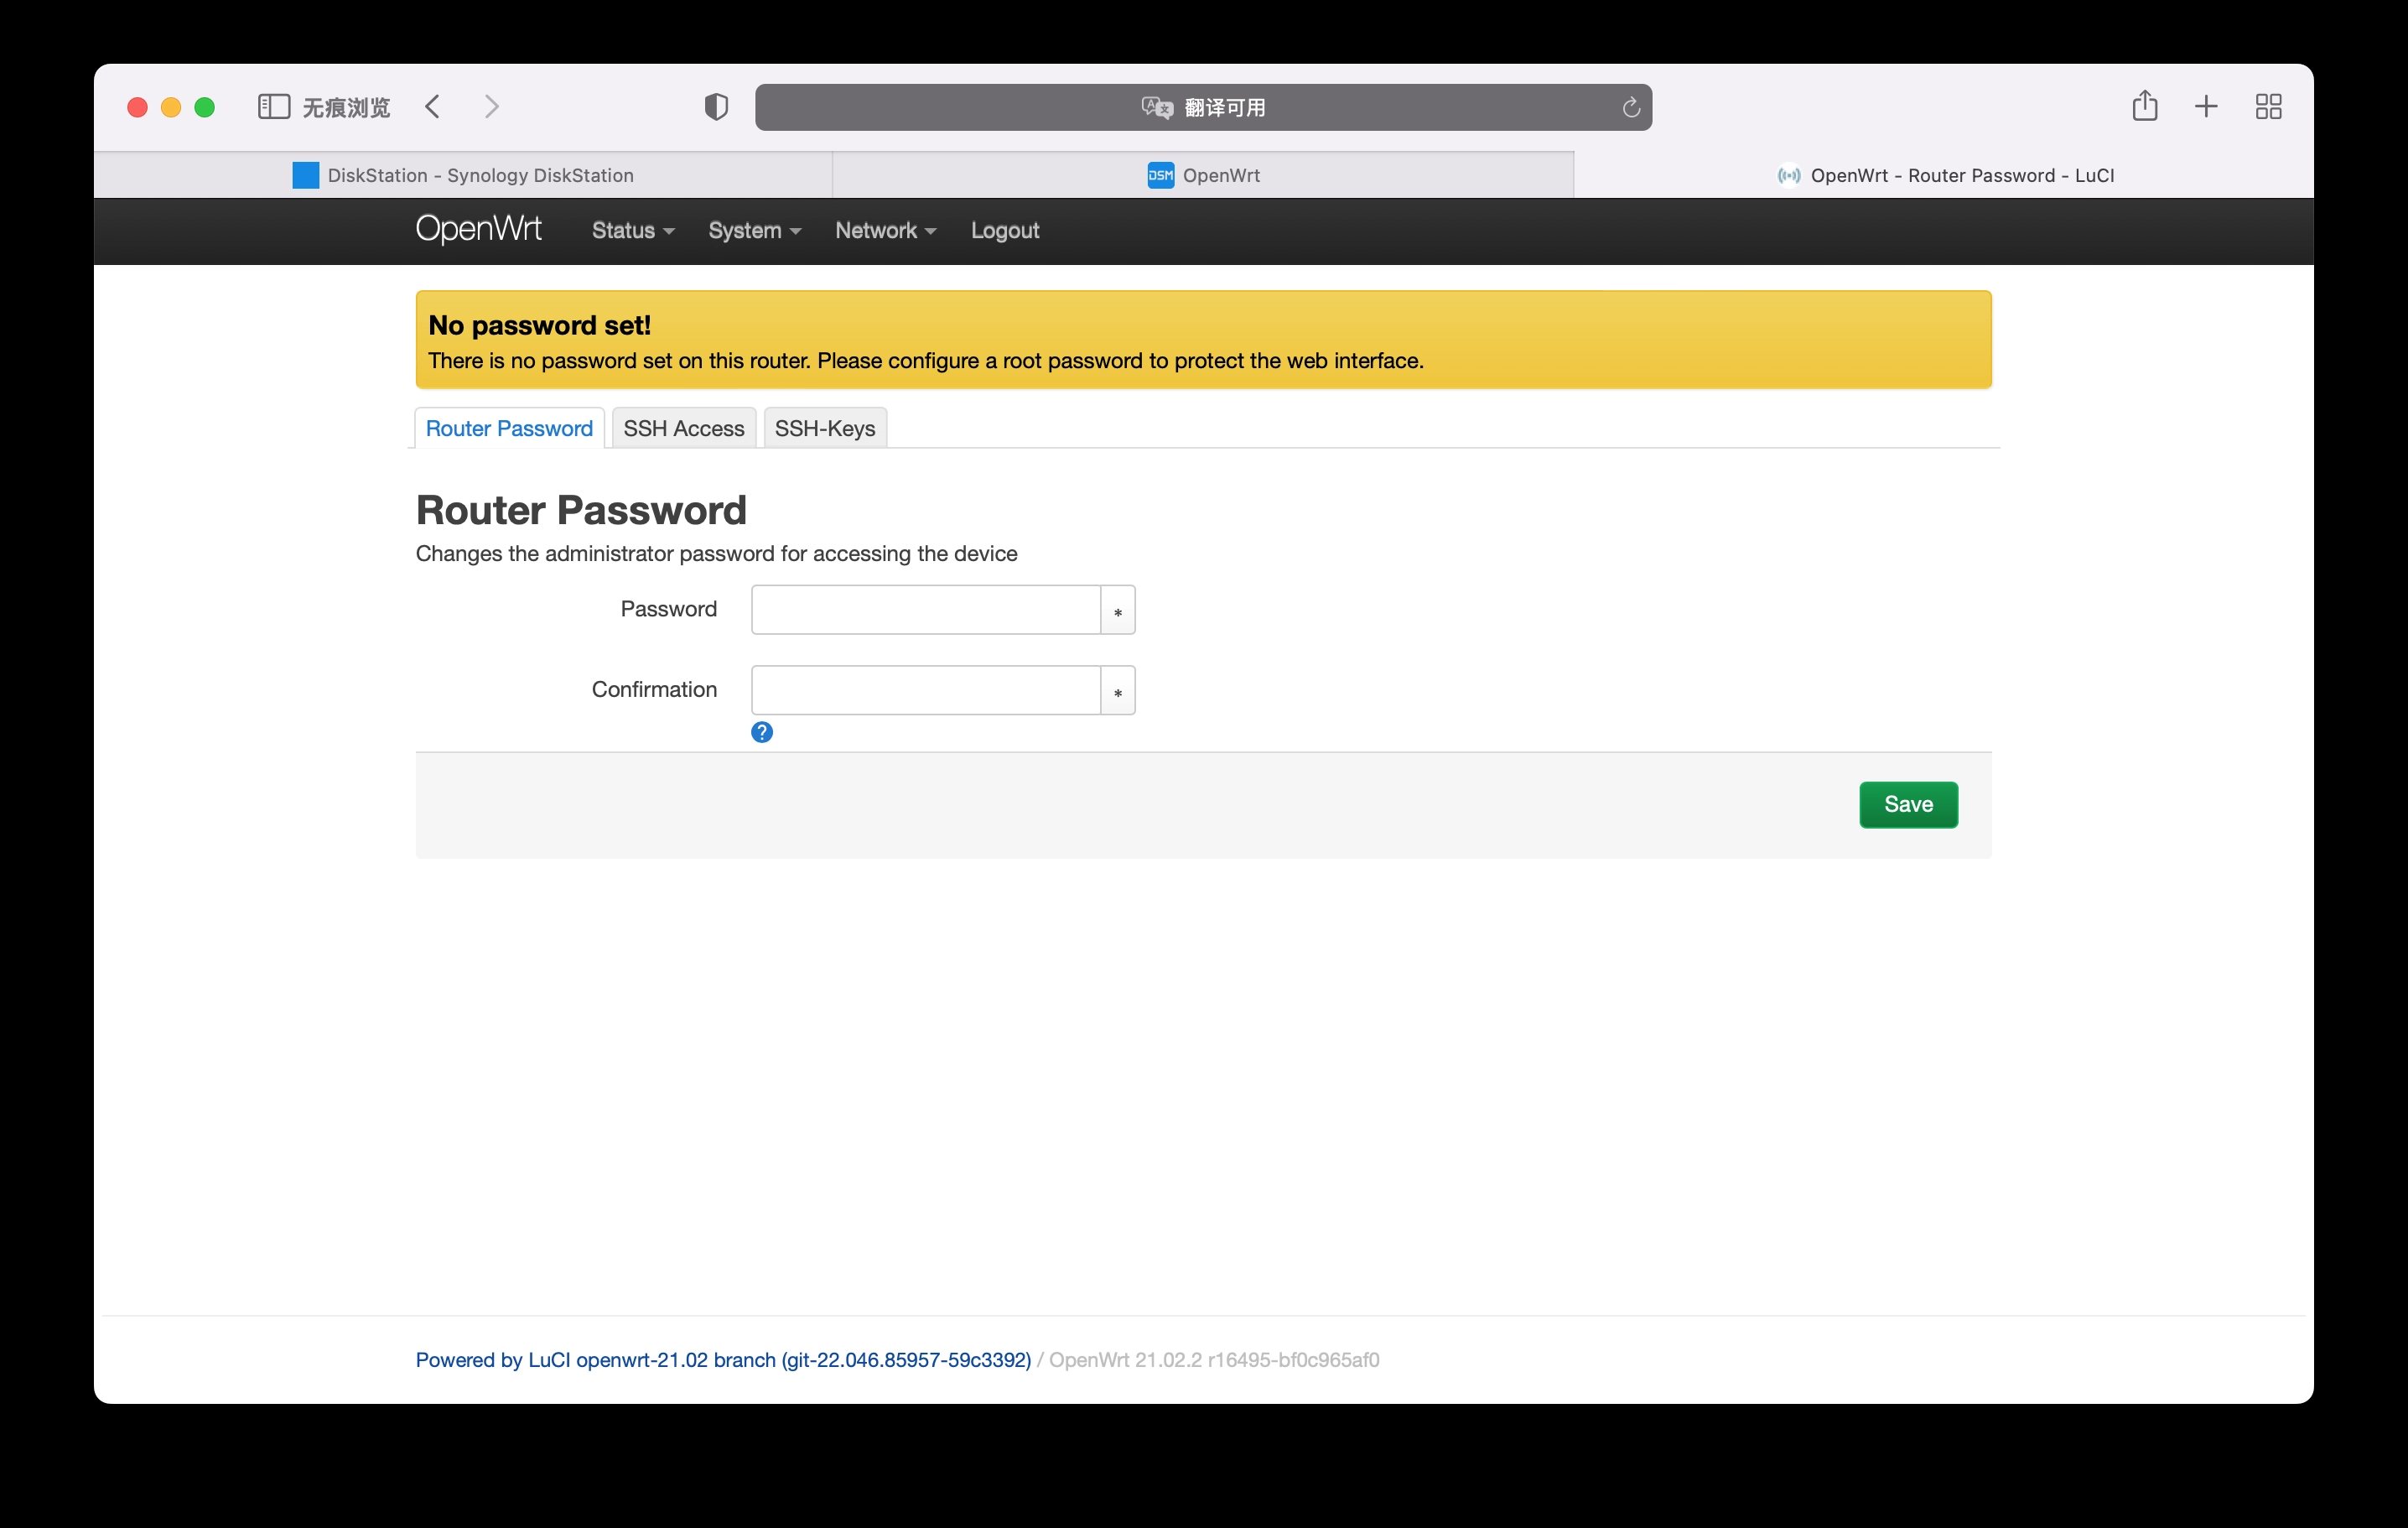 无痕浏览
翻译可用
DiskStation - Synology DiskStation
DSM OpenWrt
OpenWrt - Router Password - LuCI
OpenWrt Status System Network Logout
No password set!
There is no password set on this router. Please configure a root password to protect the web interface.
Router Password SSH Access SSH-Keys
Router Password
Changes the administrator password for accessing the device
Password *
Confirmation *
?
Save
Powered by LuCI openwrt-21.02 branch (git-22.046.85957-59c3392) / OpenWrt 21.02.2 r16495-bf0c965af0